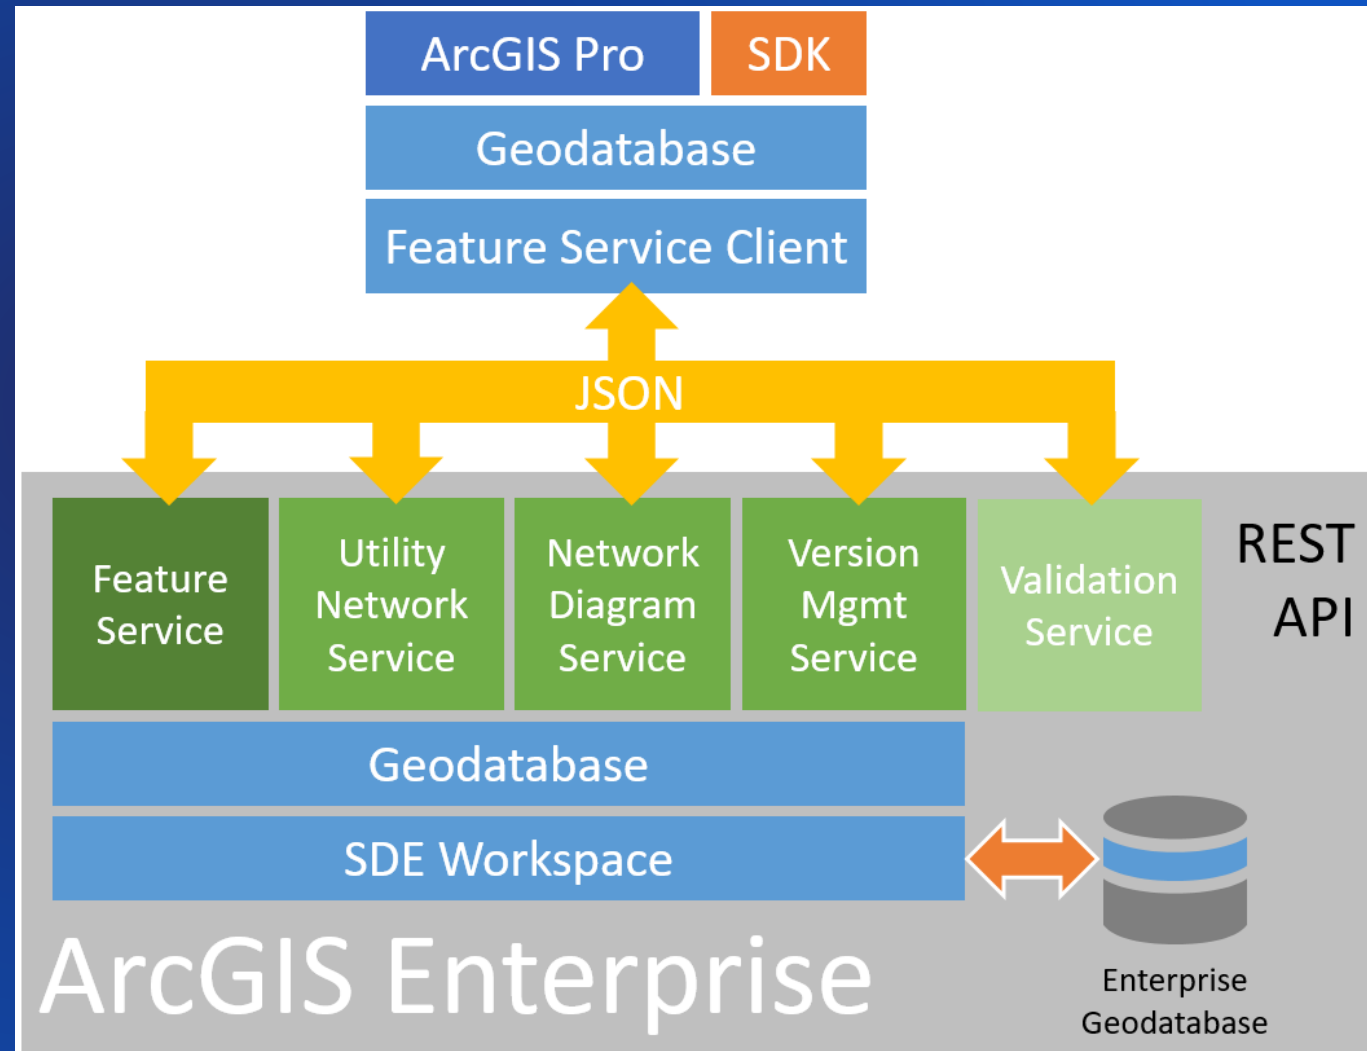 ArcGIS Pro
SDK
Geodatabase
Feature Service Client
JSON
Feature
Service
Utility
Network
Service
Network
Diagram
Service
Version
Mgmt
Service
Validation
Service
REST
API
Geodatabase
SDE Workspace
ArcGIS Enterprise
Enterprise
Geodatabase